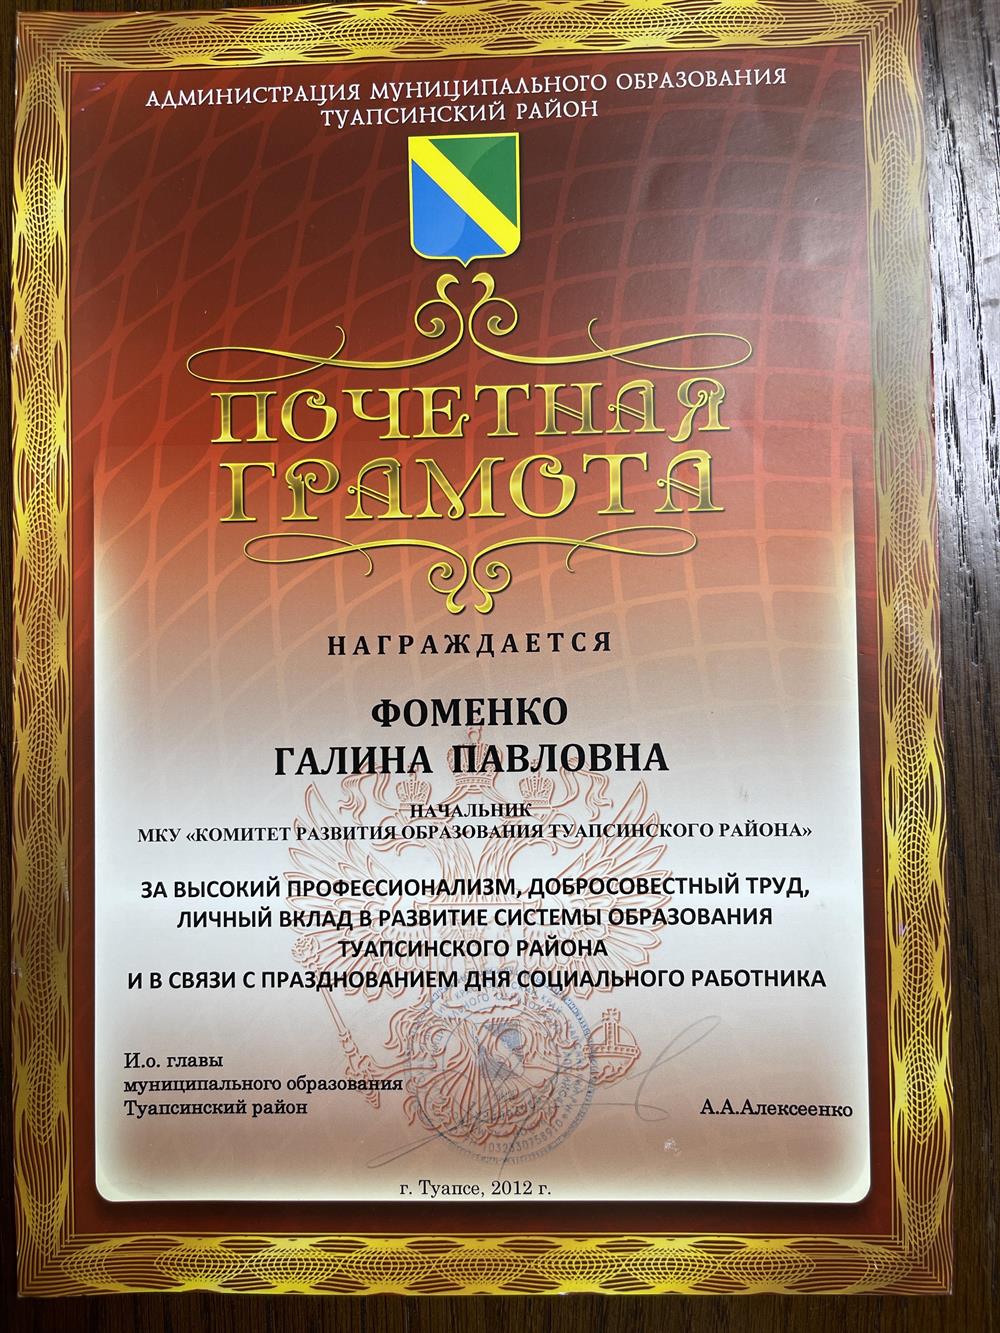 АДМИНИСТРАЦИЯ МУНИЦИПАЛЬНОГО ОБРАЗОВАНИЯ
ТУАПСИНСКИЙ РАЙОН
ПОЧЕТНАЯ
ГРАМОТА
НАГРАЖДАЕТСЯ
ФОМЕНКО
ГАЛИНА ПАВЛОВНА
НАЧАЛЬНИК
МКУ «КОМИТЕТ РАЗВИТИЯ ОБРАЗОВАНИЯ ТУАПСИНСКОГО РАЙОНА»
ЗА ВЫСОКИЙ ПРОФЕССИОНАЛИЗМ, ДОБРОСОВЕСТНЫЙ ТРУД,
ЛИЧНЫЙ ВКЛАД В РАЗВИТИЕ СИСТЕМЫ ОБРАЗОВАНИЯ
ТУАПСИНСКОГО РАЙОНА
И В СВЯЗИ С ПРАЗДНОВАНИЕМ ДНЯ СОЦИАЛЬНОГО РАБОТНИКА
И.о. главы
муниципального образования
Туапсинский район
А.А.Алексеенко
г. Туапсе, 2012 г.